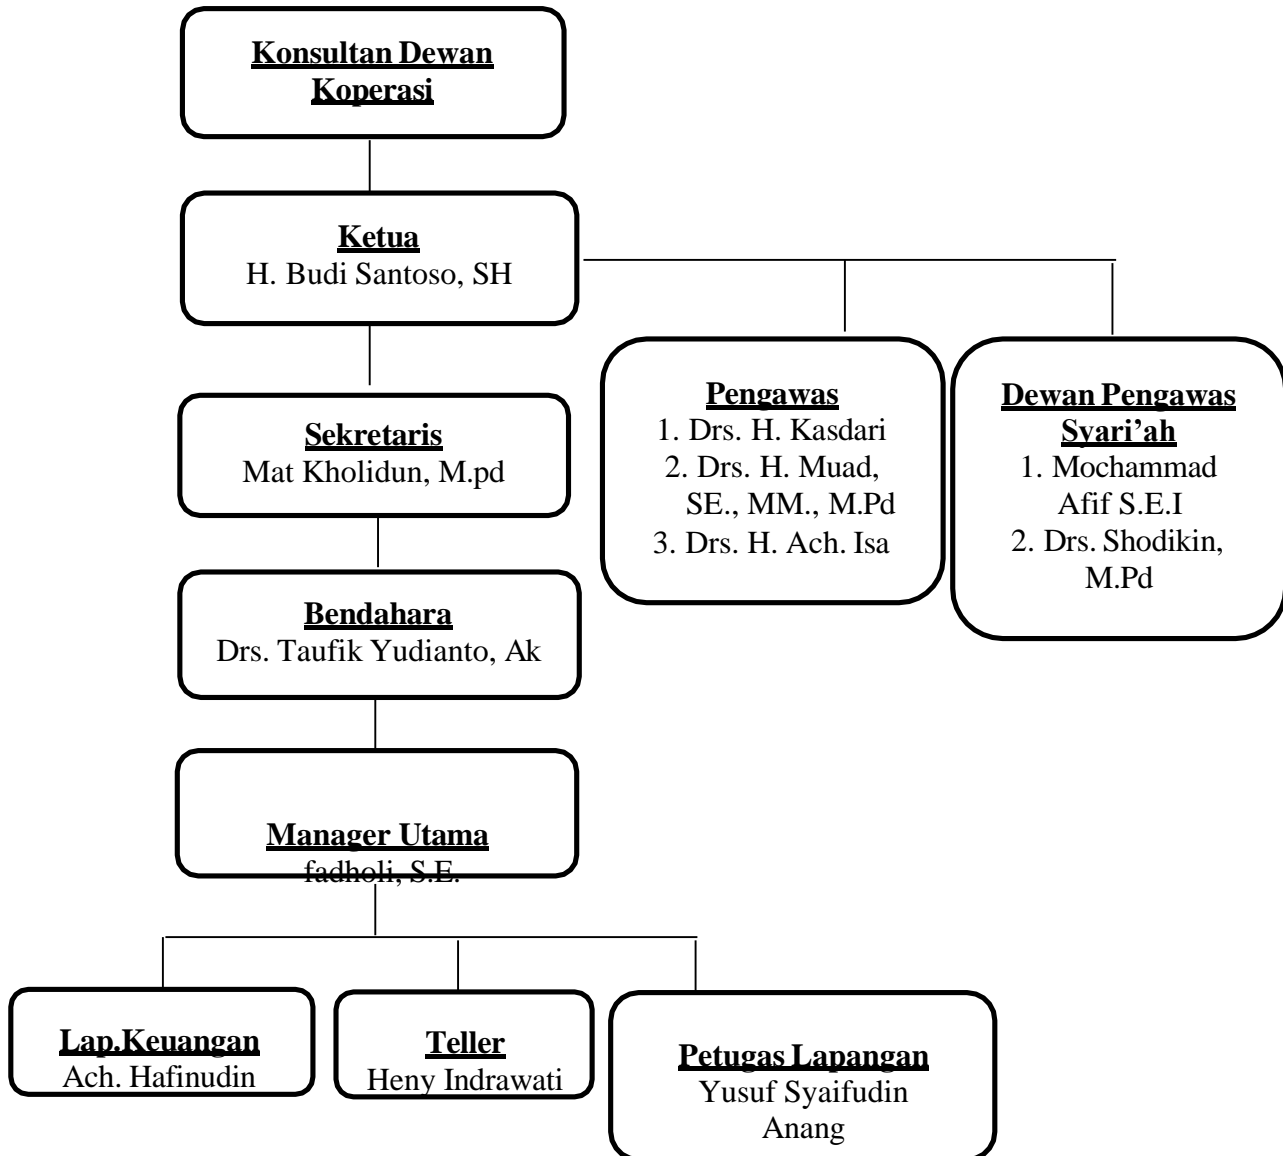 Konsultan Dewan
Koperasi
Ketua
H. Budi Santoso, SH
Sekretaris
Mat Kholidun, M.pd
Pengawas
1. Drs. H. Kasdari
2. Drs. H. Muad,
SE., MM., M.Pd
3. Drs. H. Ach. Isa
Dewan Pengawas
Syari’ah
1. Mochammad
Afif S.E.I
2. Drs. Shodikin,
M.Pd
Bendahara
Drs. Taufik Yudianto, Ak
Manager Utama
fadholi, S.E.
Lap.Keuangan
Ach. Hafinudin
Teller
Heny Indrawati
Petugas Lapangan
Yusuf Syaifudin
Anang